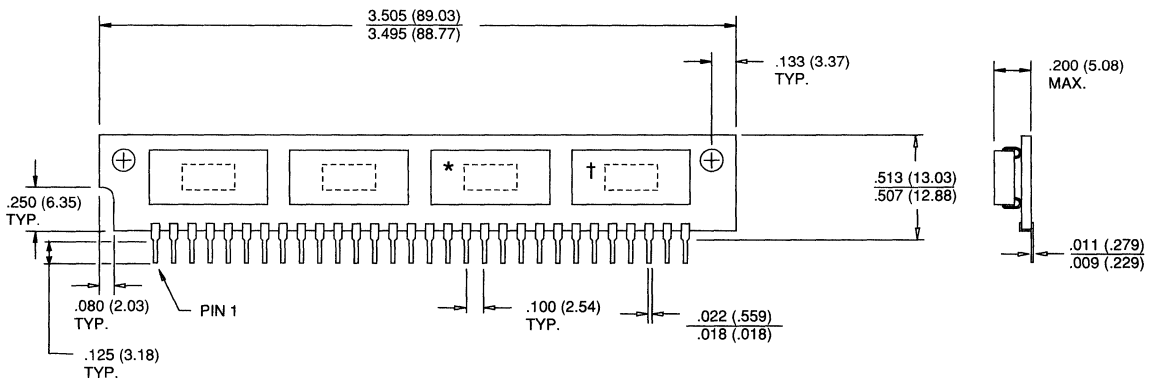 3.505 (89.03)
3.495 (88.77)
.133 (3.37)
TYP.
.200 (5.08)
MAX.
*
†
.250 (6.35)
TYP.
.513 (13.03)
.507 (12.88)
.011 (.279)
.009 (.229)
.080 (2.03)
TYP.
PIN 1
.100 (2.54)
TYP.
.022 (.559)
.018 (.018)
.125 (3.18)
TYP.